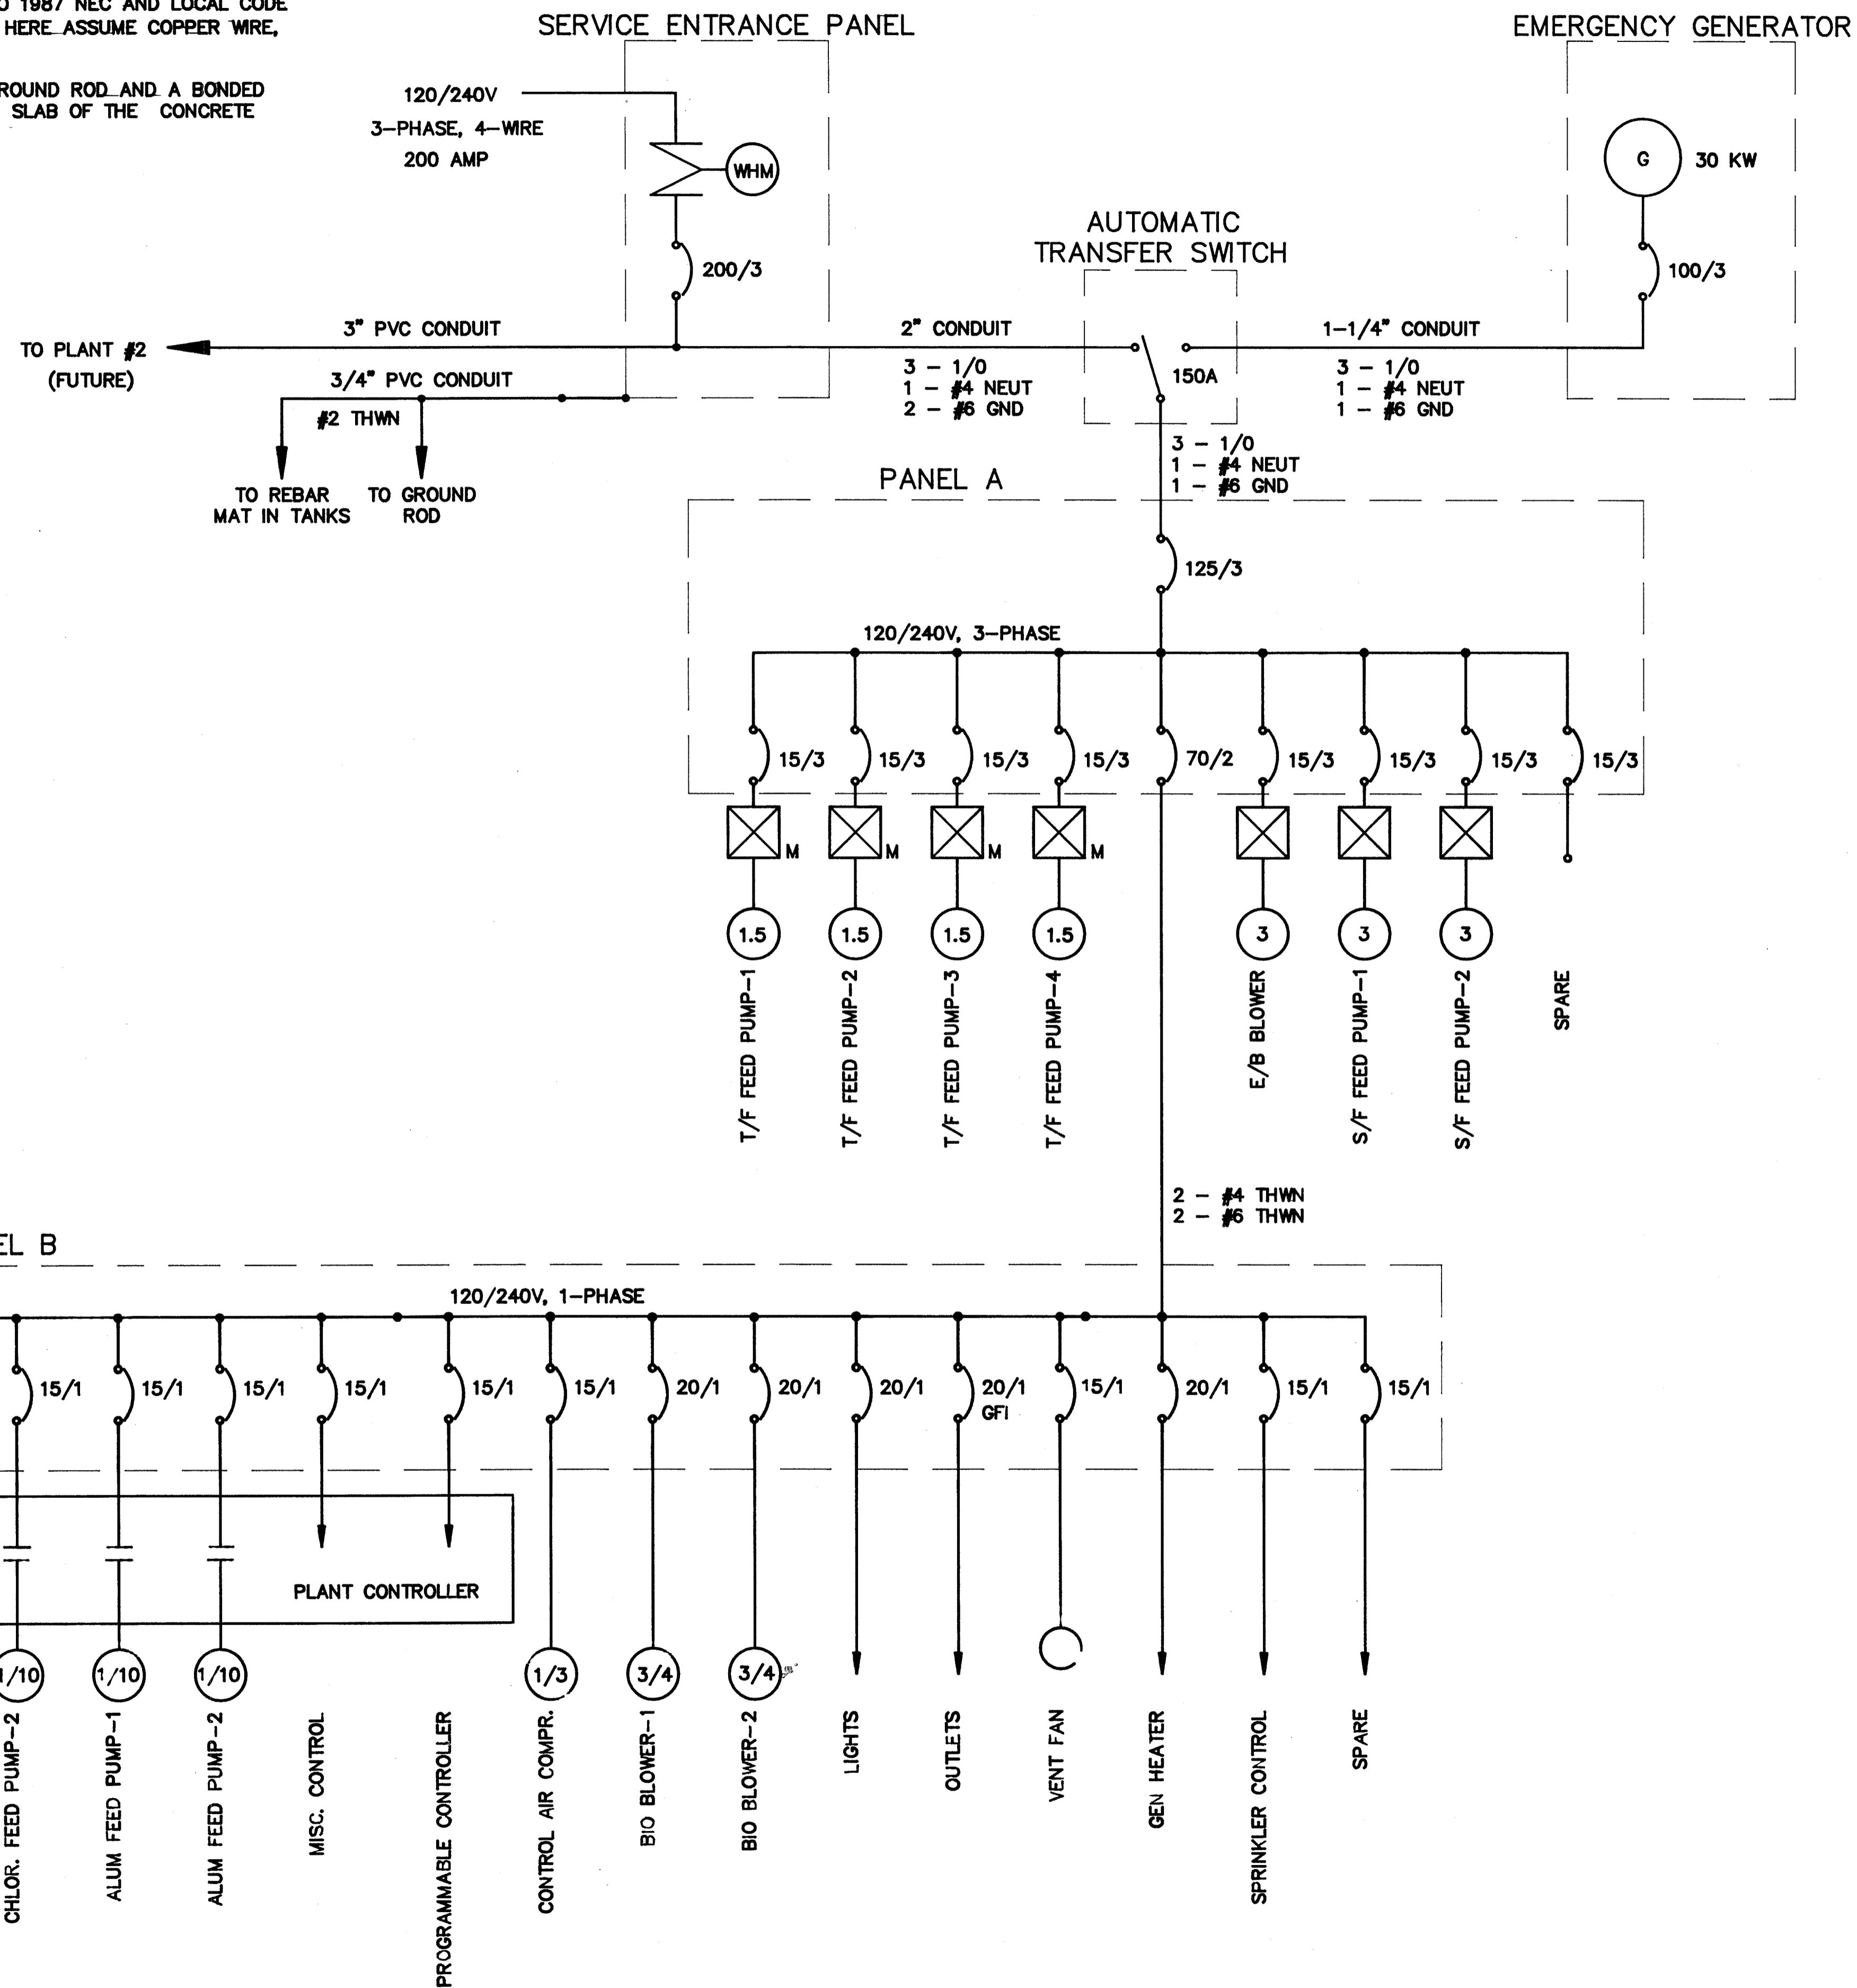 O 1987 NEC AND LOCAL CODE
HERE ASSUME COPPER WIRE,
ROUND ROD AND A BONDED
SLAB OF THE CONCRETE
SERVICE ENTRANCE PANEL
EMERGENCY GENERATOR
120/240V
3-PHASE, 4-WIRE
200 AMP
WHM
200/3
G
30 KW
100/3
AUTOMATIC
TRANSFER SWITCH
150A
TO PLANT #2
(FUTURE)
3" PVC CONDUIT
3/4" PVC CONDUIT
#2 THWN
TO REBAR
MAT IN TANKS
TO GROUND
ROD
2" CONDUIT
3 - 1/0
1 - #4 NEUT
2 - #6 GND
1-1/4" CONDUIT
3 - 1/0
1 - #4 NEUT
1 - #6 GND
3 - 1/0
1 - #4 NEUT
1 - #6 GND
PANEL A
125/3
120/240V, 3-PHASE
15/3
15/3
15/3
15/3
70/2
15/3
15/3
15/3
15/3
M
M
M
M
1.5
1.5
1.5
1.5
3
3
3
T/F FEED PUMP-1
T/F FEED PUMP-2
T/F FEED PUMP-3
T/F FEED PUMP-4
E/B BLOWER
S/F FEED PUMP-1
S/F FEED PUMP-2
SPARE
2 - #4 THWN
2 - #6 THWN
EL B
120/240V, 1-PHASE
15/1
15/1
15/1
15/1
15/1
15/1
20/1
20/1
20/1
20/1
GFI
15/1
20/1
15/1
15/1
PLANT CONTROLLER
1/10
1/10
1/10
1/3
3/4
3/4
CHLOR. FEED PUMP-2
ALUM FEED PUMP-1
ALUM FEED PUMP-2
MISC. CONTROL
PROGRAMMABLE CONTROLLER
CONTROL AIR COMPR.
BIO BLOWER-1
BIO BLOWER-2
LIGHTS
OUTLETS
VENT FAN
GEN HEATER
SPRINKLER CONTROL
SPARE